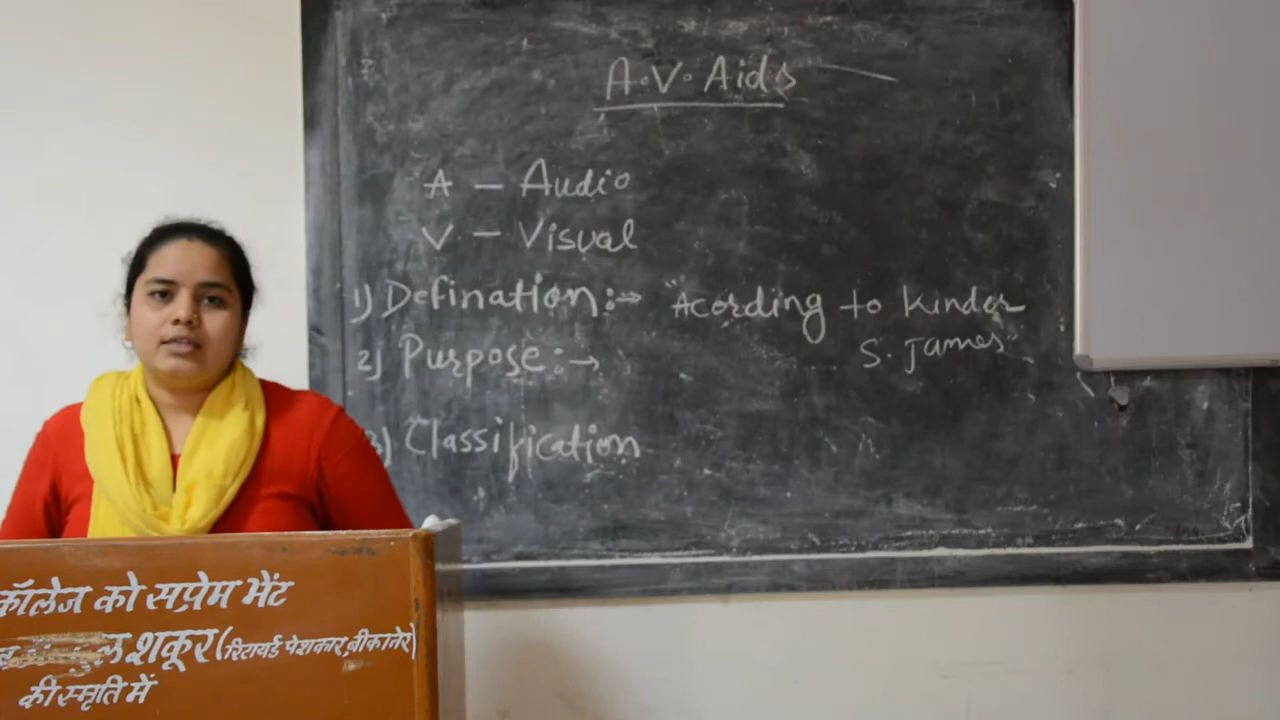 A.V. Aids
A — Audio
V — Visual
1) Defination:→ "Acording to Kinder
S. James"
2) Purpose:→
3) Classification
कॉलेज को सप्रेम भेंट
शकूर (रिटायर्ड पेशकार, बीकानेर)
की स्मृति में